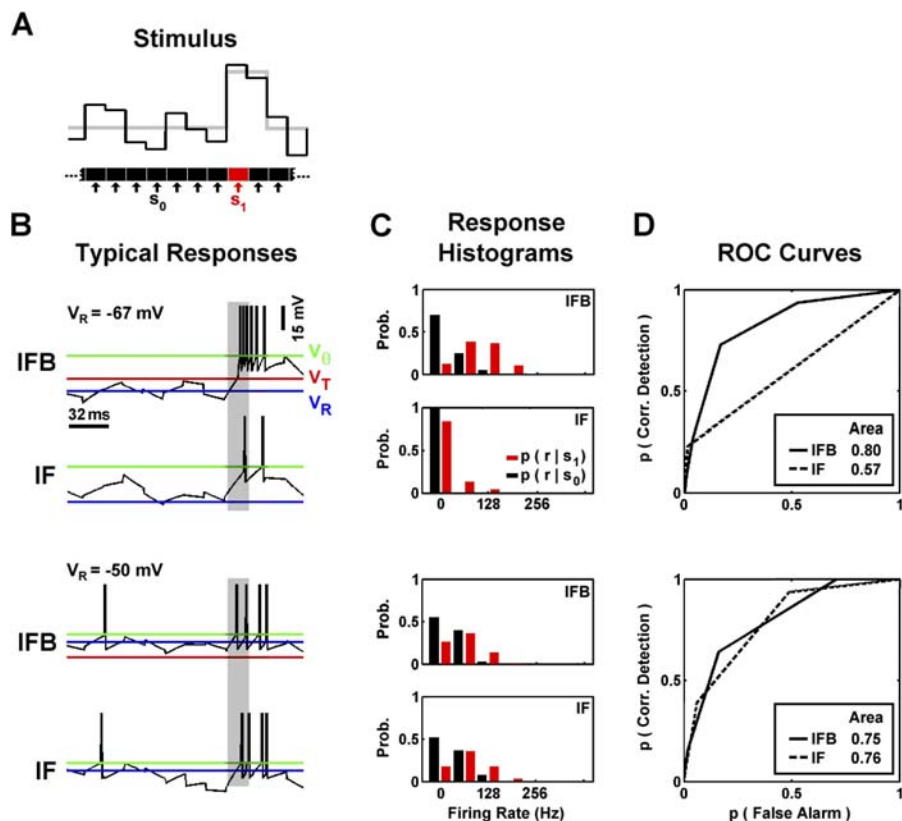 A
Stimulus
s0
s1
B
Typical Responses
VR = -67 mV
15 mV
IFB
Vθ
VT
VR
32 ms
IF
VR = -50 mV
IFB
IF
C
Response
Histograms
1
0.5
0
Prob.
IFB
1
0.5
0
Prob.
IF
p ( r | s1 )
p ( r | s0 )
0 128 256
1
0.5
0
Prob.
IFB
1
0.5
0
Prob.
IF
0 128 256
Firing Rate (Hz)
D
ROC Curves
1
0.5
0
p ( Corr. Detection )
Area
IFB 0.80
IF 0.57
0 0.5 1
1
0.5
0
p ( Corr. Detection )
Area
IFB 0.75
IF 0.76
0 0.5 1
p ( False Alarm )